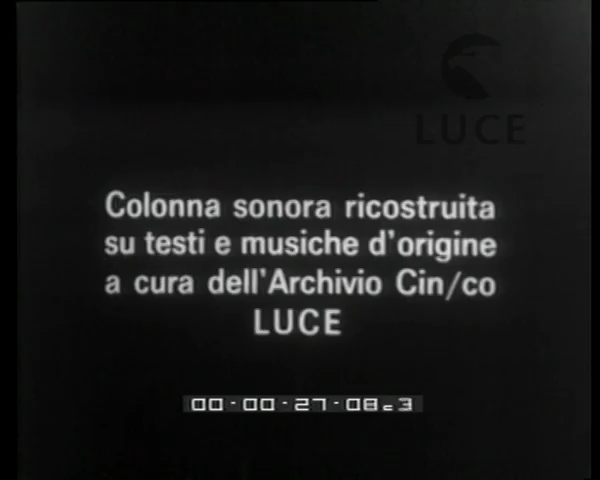 LUCE
Colonna sonora ricostruita
su testi e musiche d'origine
a cura dell'Archivio Cin/co
LUCE
00-00-27-08.3